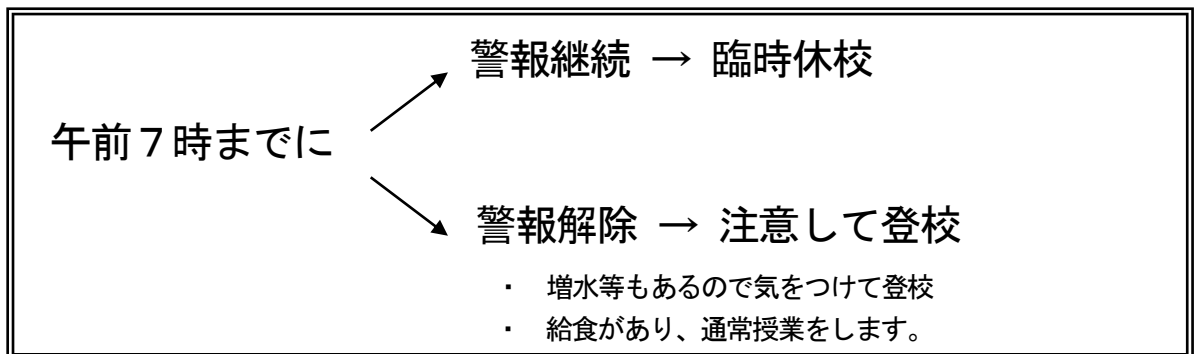 警報継続 → 臨時休校
午前７時までに
警報解除 → 注意して登校
・ 増水等もあるので気をつけて登校
・ 給食があり、通常授業をします。